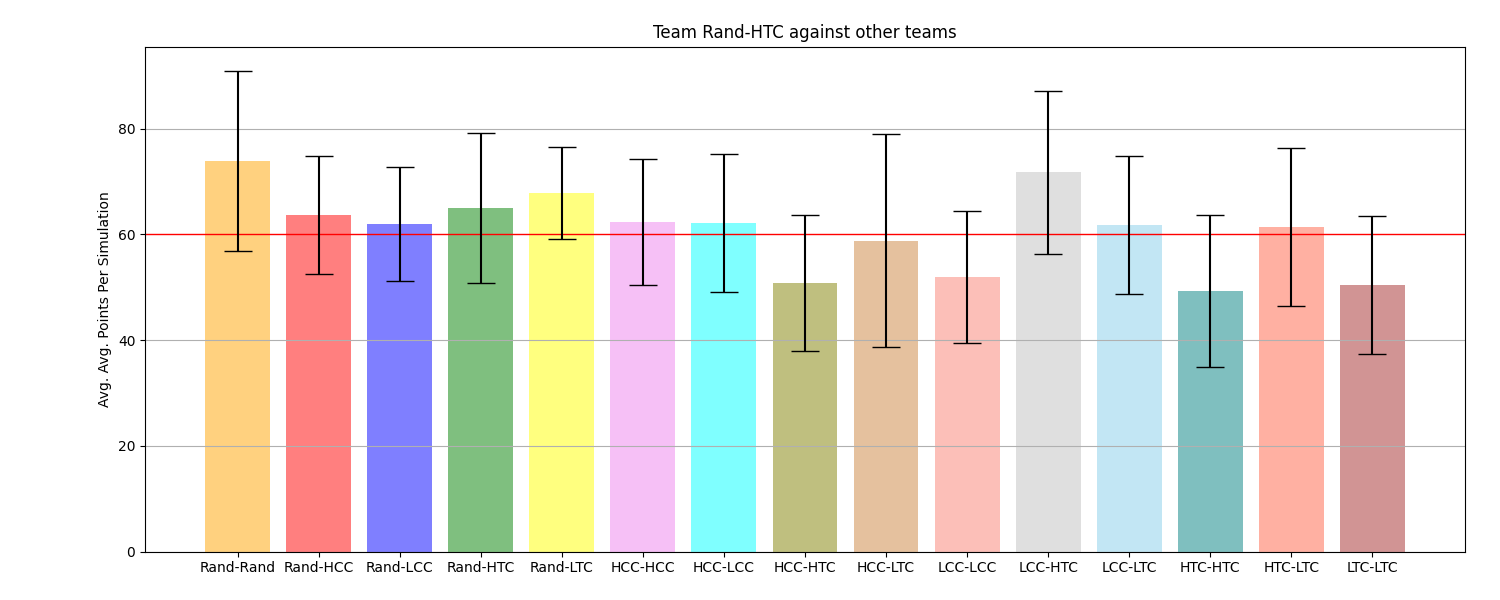 Team Rand-HTC against other teams
Avg. Avg. Points Per Simulation
80
60
40
20
0
Rand-Rand Rand-HCC Rand-LCC Rand-HTC Rand-LTC HCC-HCC HCC-LCC HCC-HTC HCC-LTC LCC-LCC LCC-HTC LCC-LTC HTC-HTC HTC-LTC LTC-LTC